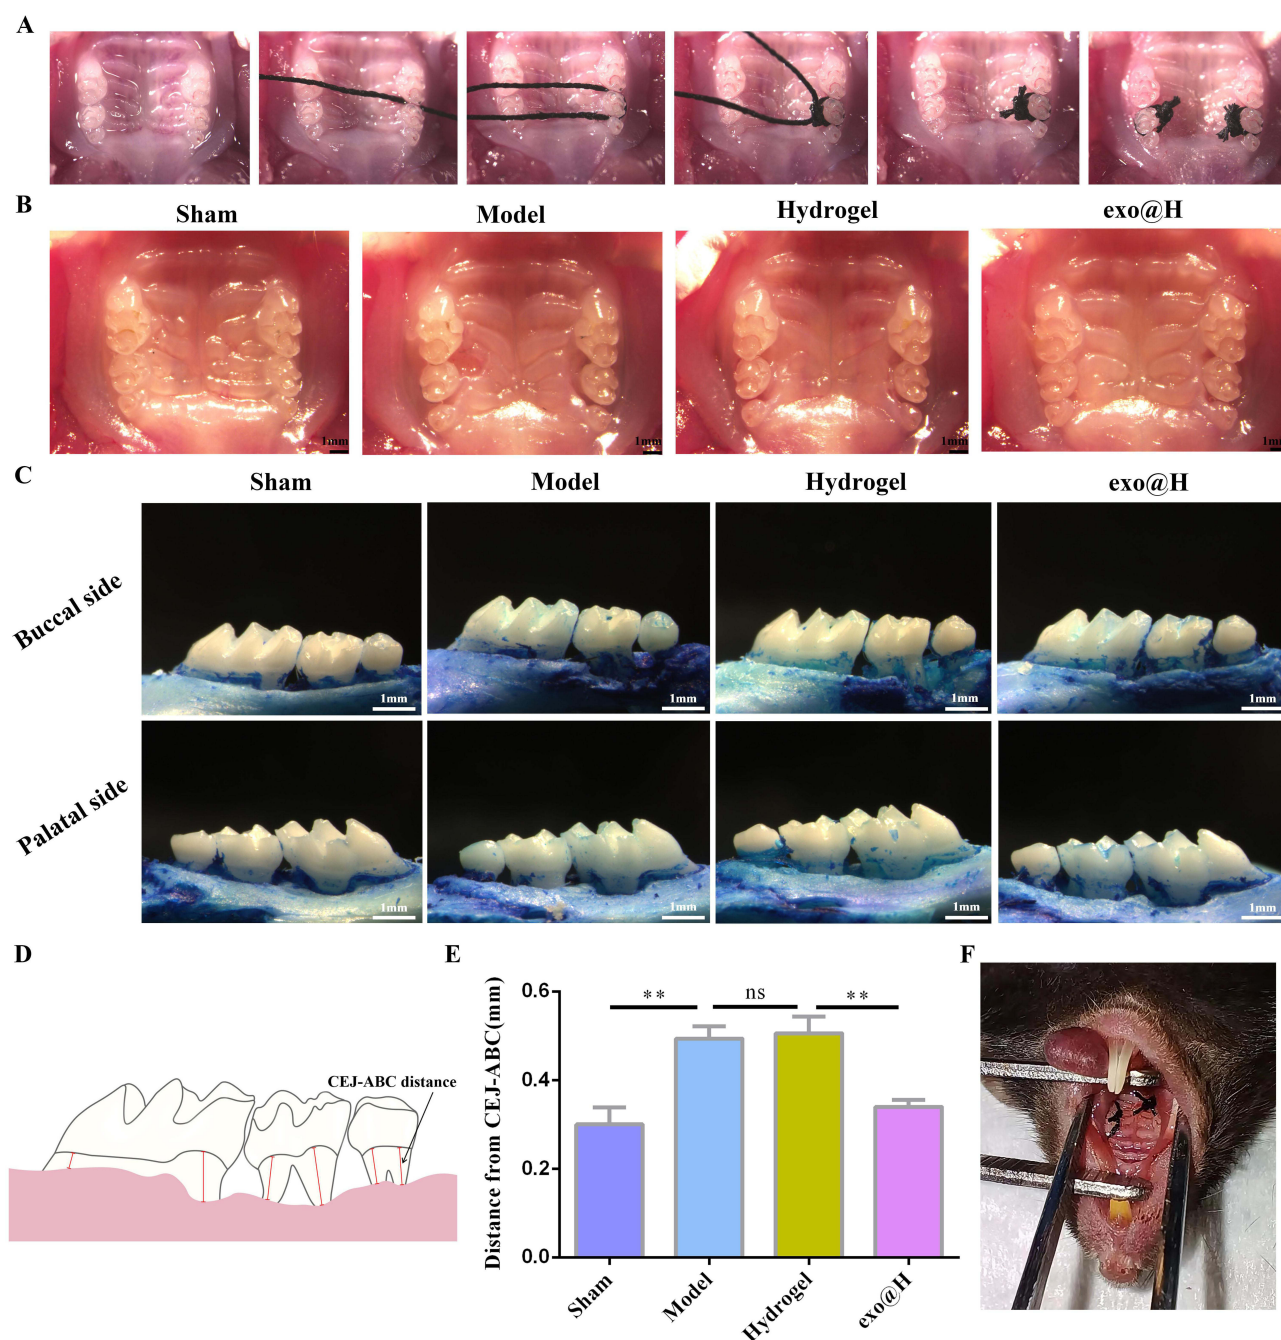 A
B
Sham Model Hydrogel exo@H
1mm 1mm 1mm 1m
C
Sham Model Hydrogel exo@H
Buccal side
1mm 1mm 1mm 1mm
Palatal side
1mm 1mm 1mm 1mm
D
CEJ-ABC distance
E
Distance from CEJ-ABC(mm)
0.6
0.4
0.2
0.0
** ns **
Sham Model Hydrogel exo@H
F